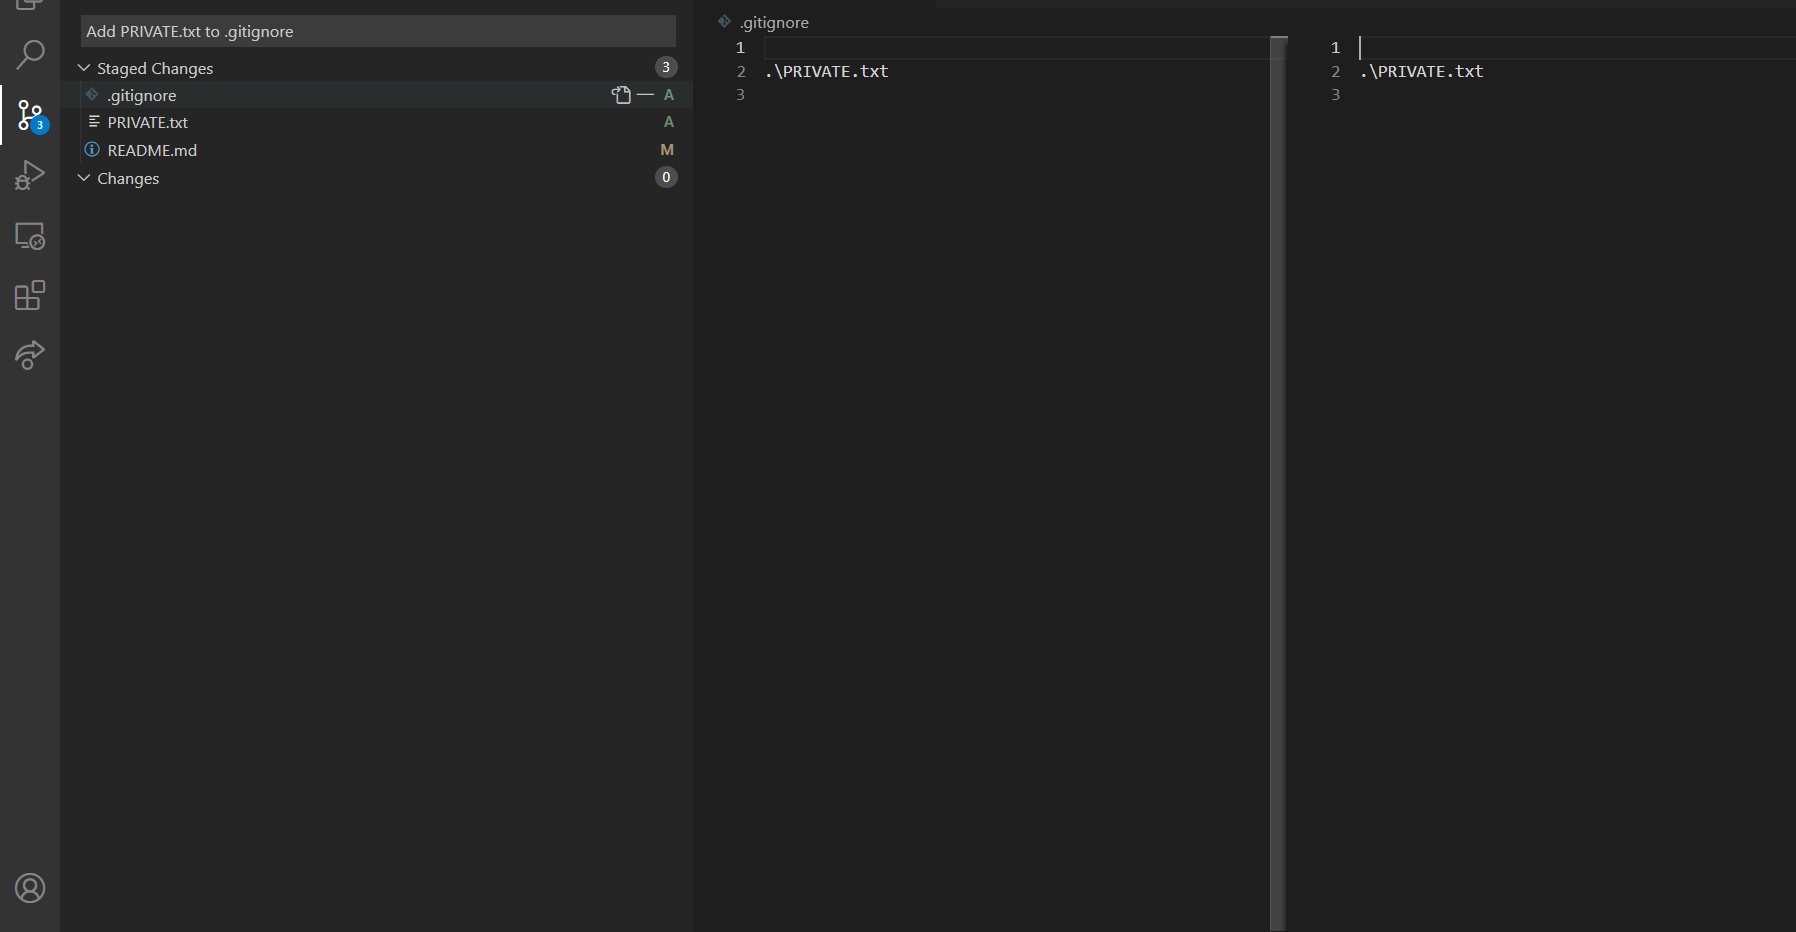 Add PRIVATE.txt to .gitignore
Staged Changes 3
.gitignore A
PRIVATE.txt A
README.md M
Changes 0
3
.gitignore
1
2 .\PRIVATE.txt
3
1
2 .\PRIVATE.txt
3